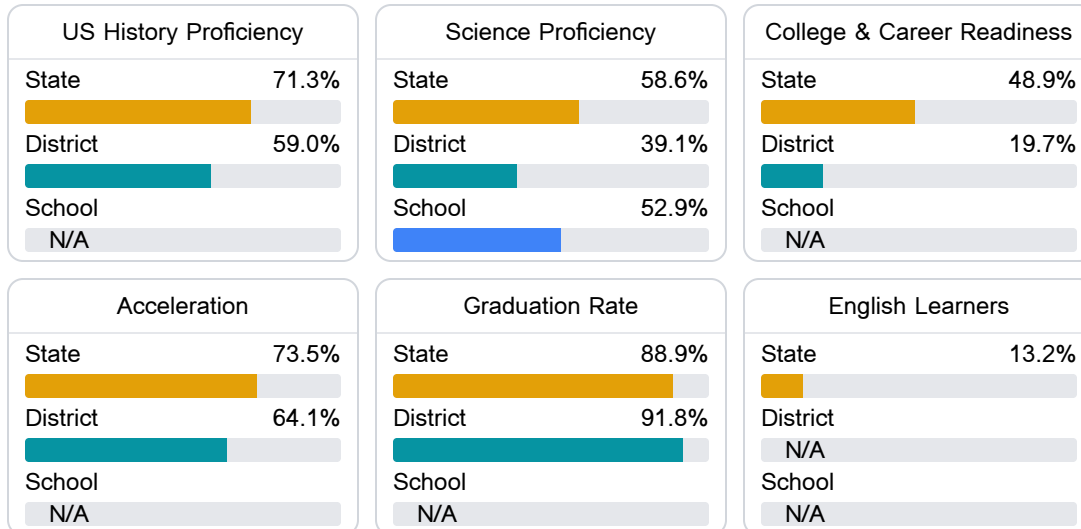 US History Proficiency
State 71.3%
District 59.0%
School
N/A
Science Proficiency
State 58.6%
District 39.1%
School 52.9%
College & Career Readiness
State 48.9%
District 19.7%
School
N/A
Acceleration
State 73.5%
District 64.1%
School
N/A
Graduation Rate
State 88.9%
District 91.8%
School
N/A
English Learners
State 13.2%
District
N/A
School
N/A